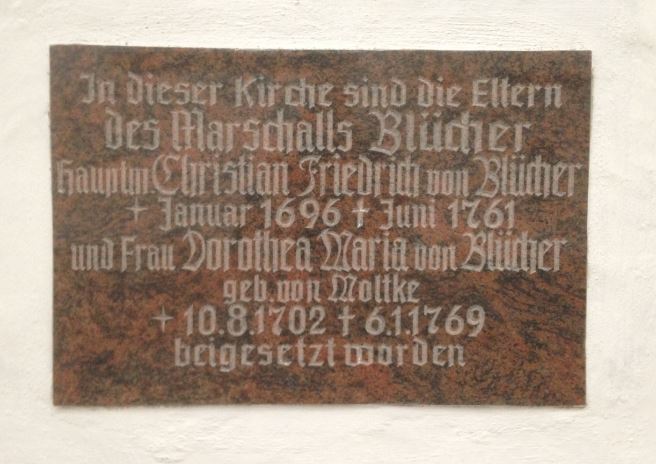 In dieser Kirche sind die Eltern
des Marschalls Blücher
Hauptm Christian Friedrich von Blücher
+ Januar 1696 ✝ Juni 1761
und Frau Dorothea Maria von Blücher
geb. von Moltke
+ 10.8.1702 ✝ 6.1.1769
beigesetzt worden